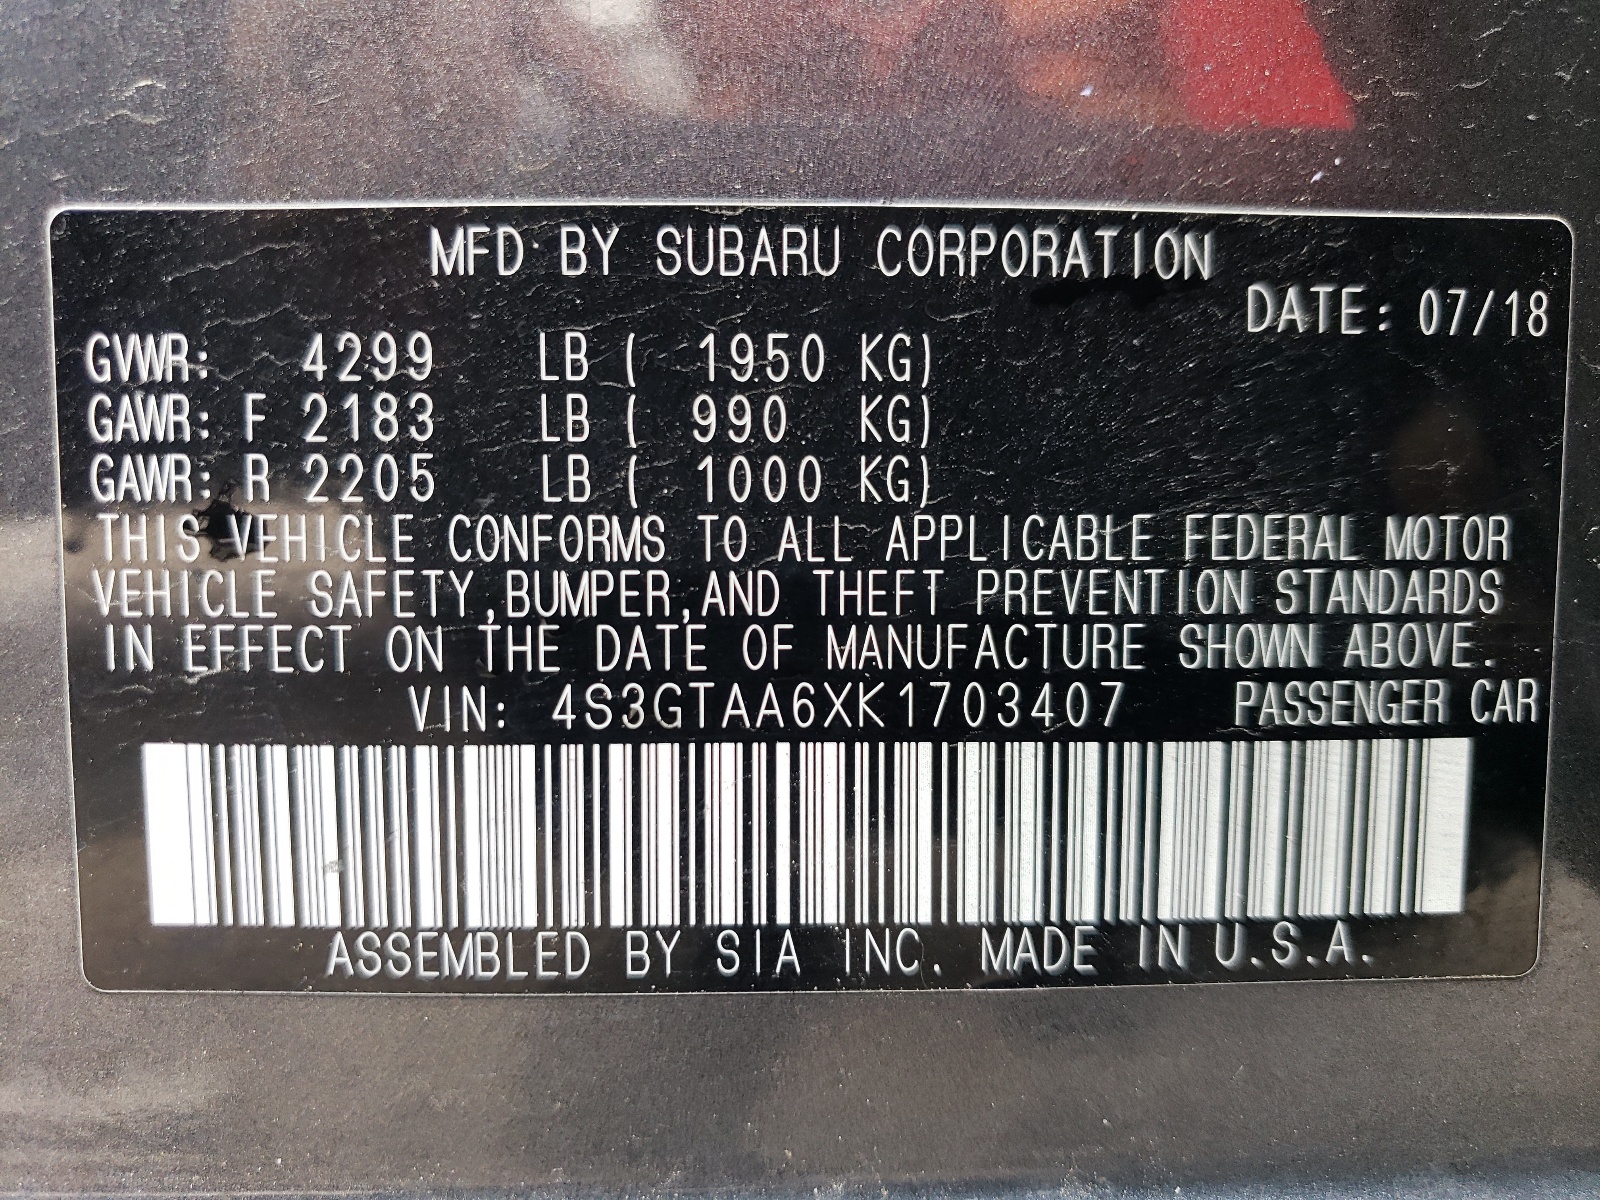 MFD BY SUBARU CORPORATION
DATE: 07/18
GVWR: 4299 LB ( 1950 KG)
GAWR: F 2183 LB ( 990 KG)
GAWR: R 2205 LB ( 1000 KG)
THIS VEHICLE CONFORMS TO ALL APPLICABLE FEDERAL MOTOR
VEHICLE SAFETY,BUMPER,AND THEFT PREVENTION STANDARDS
IN EFFECT ON THE DATE OF MANUFACTURE SHOWN ABOVE.
VIN: 4S3GTAA6XK1703407 PASSENGER CAR
ASSEMBLED BY SIA INC. MADE IN U.S.A.